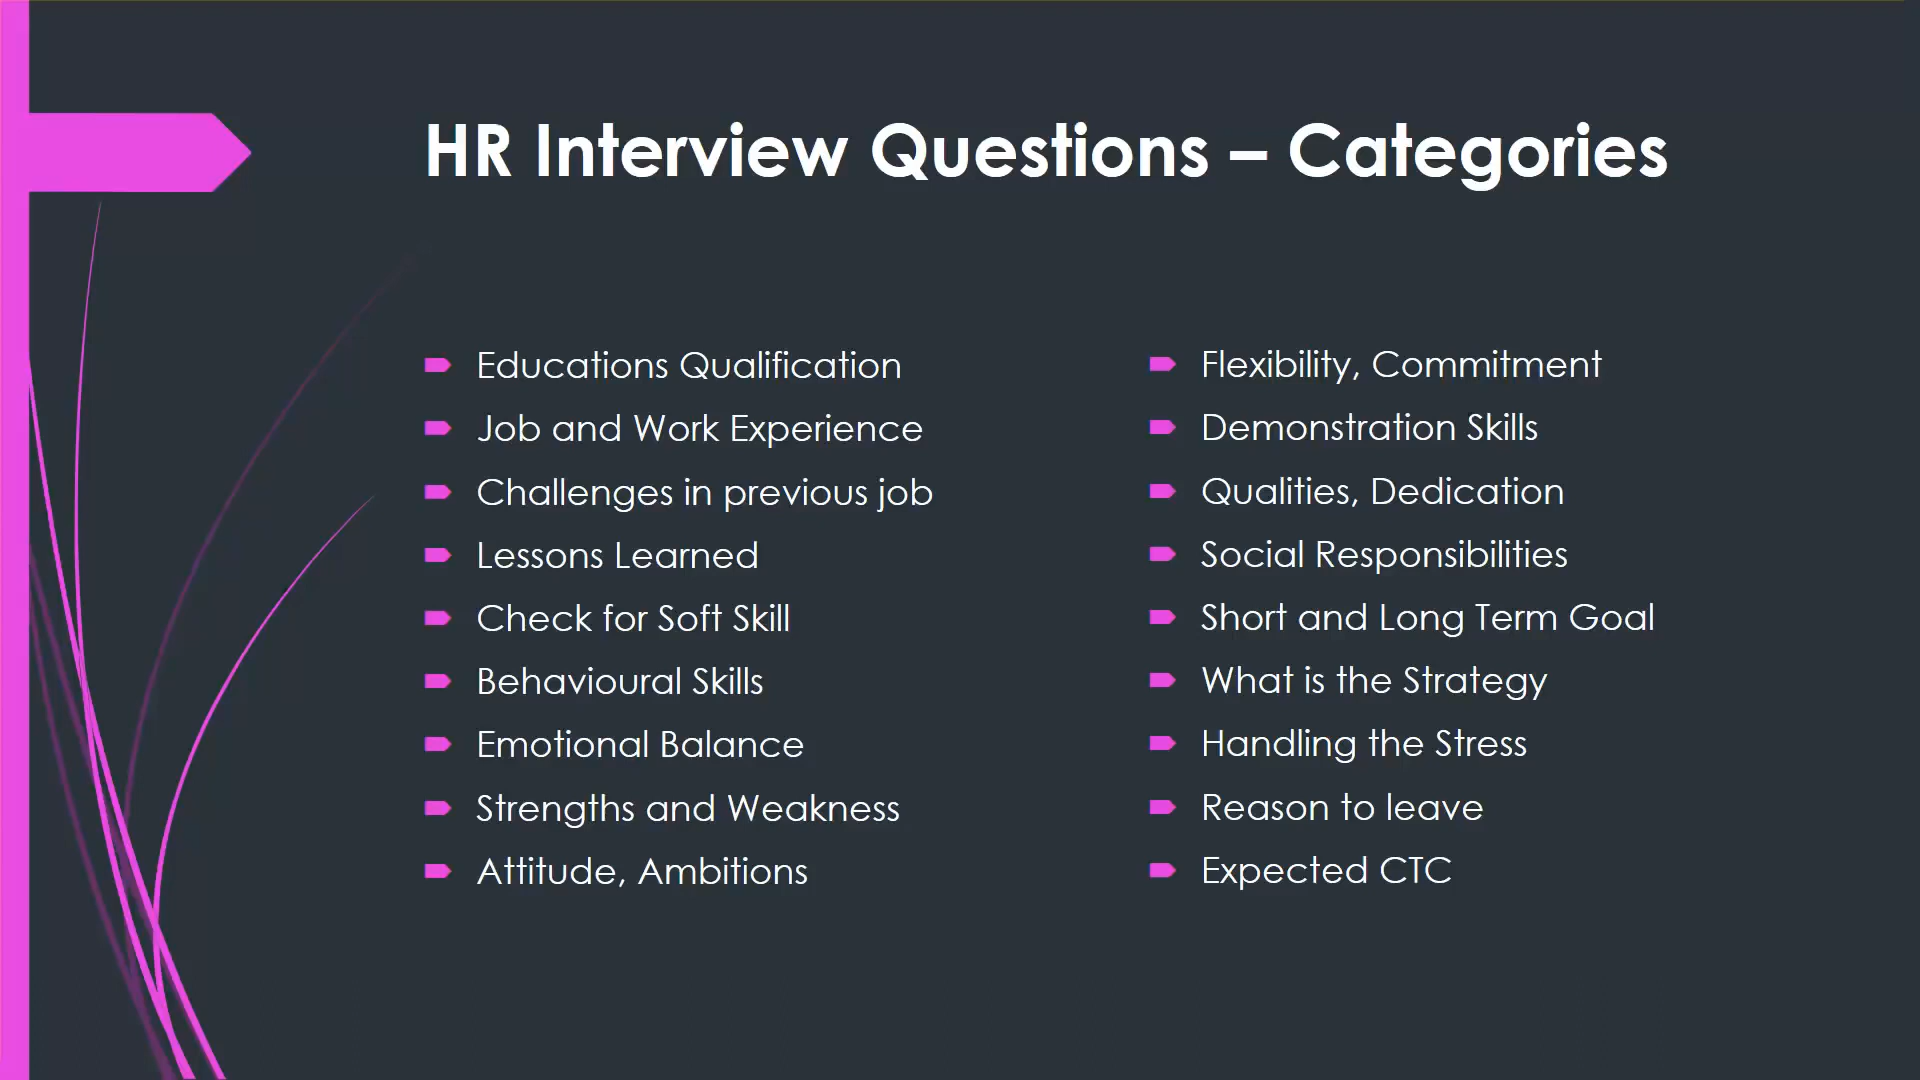 HR Interview Questions – Categories
Educations Qualification
Job and Work Experience
Challenges in previous job
Lessons Learned
Check for Soft Skill
Behavioural Skills
Emotional Balance
Strengths and Weakness
Attitude, Ambitions
Flexibility, Commitment
Demonstration Skills
Qualities, Dedication
Social Responsibilities
Short and Long Term Goal
What is the Strategy
Handling the Stress
Reason to leave
Expected CTC